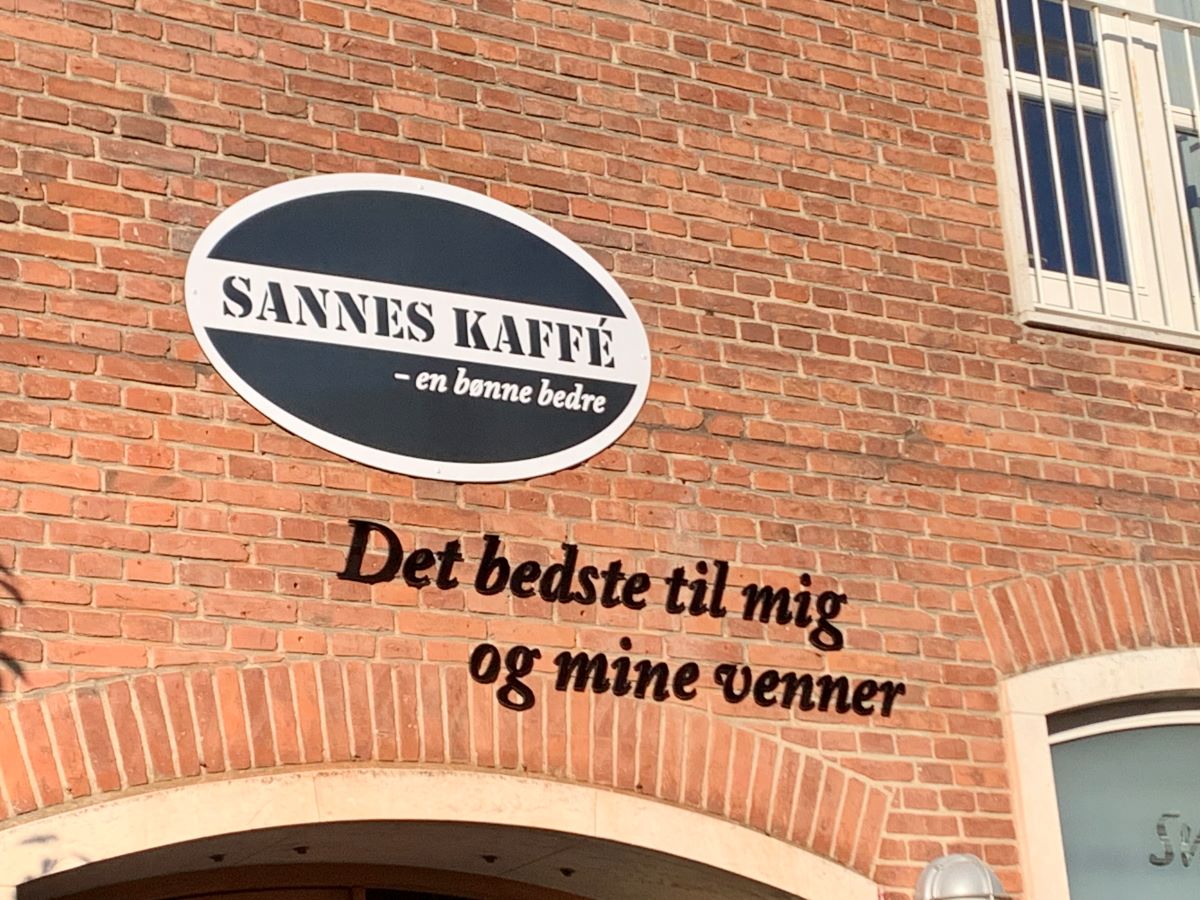 SANNES KAFFÉ
– en bønne bedre
Det bedste til mig
og mine venner